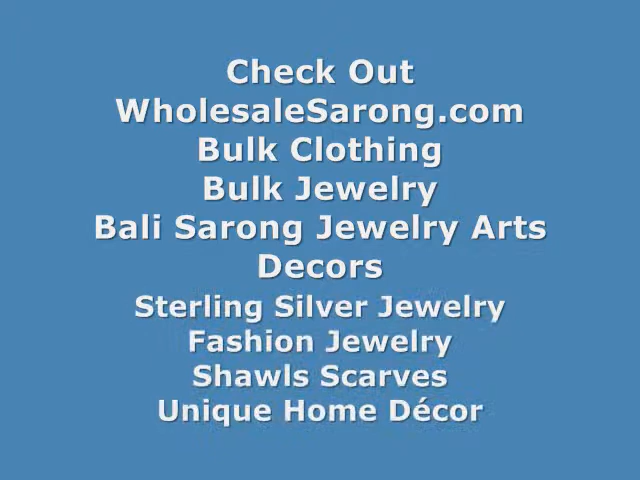 Check Out
WholesaleSarong.com
Bulk Clothing
Bulk Jewelry
Bali Sarong Jewelry Arts
Decors
Sterling Silver Jewelry
Fashion Jewelry
Shawls Scarves
Unique Home Décor